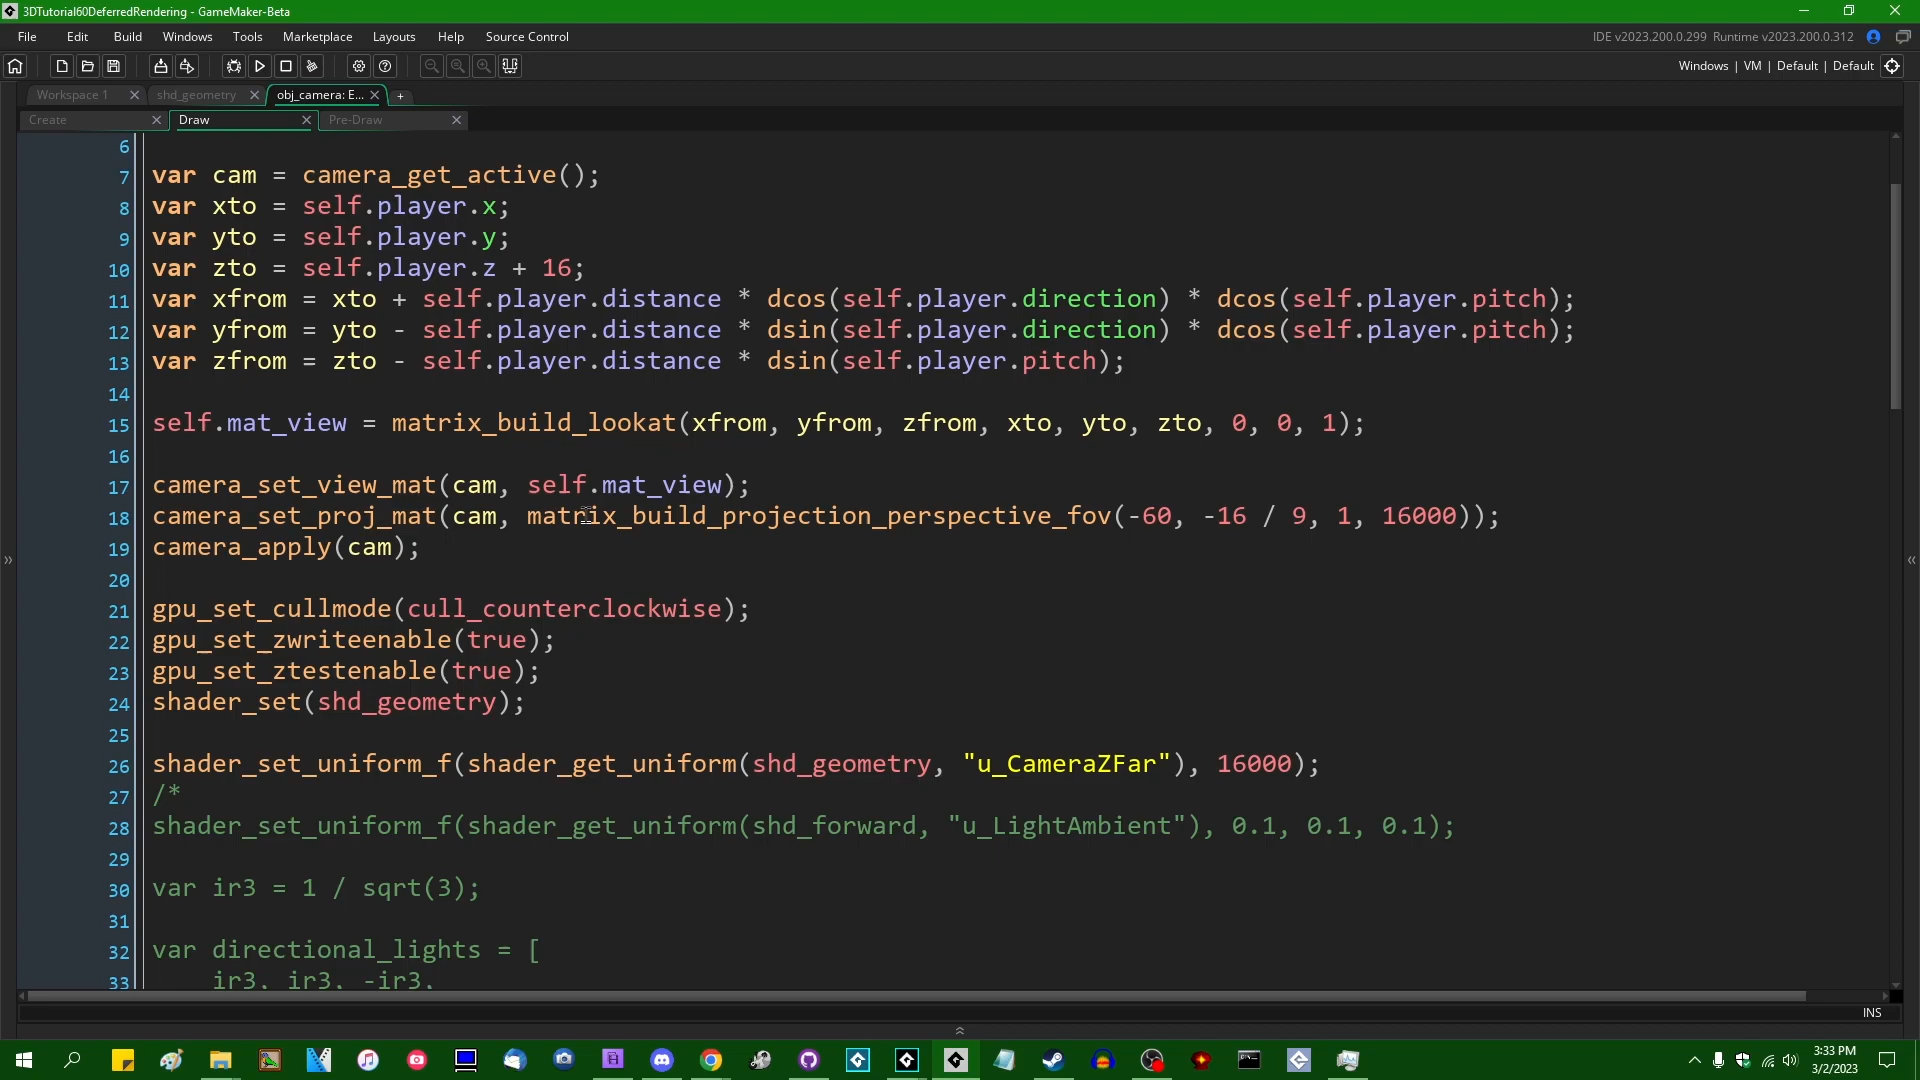 3DTutorial60DeferredRendering - GameMaker-Beta
File Edit Build Windows Tools Marketplace Layouts Help Source Control
IDE v2023.200.0.299 Runtime v2023.200.0.312
Windows | VM | Default | Default
Workspace 1 shd_geometry obj_camera: E... +
Create Draw Pre-Draw
6
7 var cam = camera_get_active();
8 var xto = self.player.x;
9 var yto = self.player.y;
10 var zto = self.player.z + 16;
11 var xfrom = xto + self.player.distance * dcos(self.player.direction) * dcos(self.player.pitch);
12 var yfrom = yto - self.player.distance * dsin(self.player.direction) * dcos(self.player.pitch);
13 var zfrom = zto - self.player.distance * dsin(self.player.pitch);
14
15 self.mat_view = matrix_build_lookat(xfrom, yfrom, zfrom, xto, yto, zto, 0, 0, 1);
16
17 camera_set_view_mat(cam, self.mat_view);
18 camera_set_proj_mat(cam, matrix_build_projection_perspective_fov(-60, -16 / 9, 1, 16000));
19 camera_apply(cam);
20
21 gpu_set_cullmode(cull_counterclockwise);
22 gpu_set_zwriteenable(true);
23 gpu_set_ztestenable(true);
24 shader_set(shd_geometry);
25
26 shader_set_uniform_f(shader_get_uniform(shd_geometry, "u_CameraZFar"), 16000);
27 /*
28 shader_set_uniform_f(shader_get_uniform(shd_forward, "u_LightAmbient"), 0.1, 0.1, 0.1);
29
30 var ir3 = 1 / sqrt(3);
31
32 var directional_lights = [
33 ir3, ir3, -ir3,
INS
3:33 PM
3/2/2023